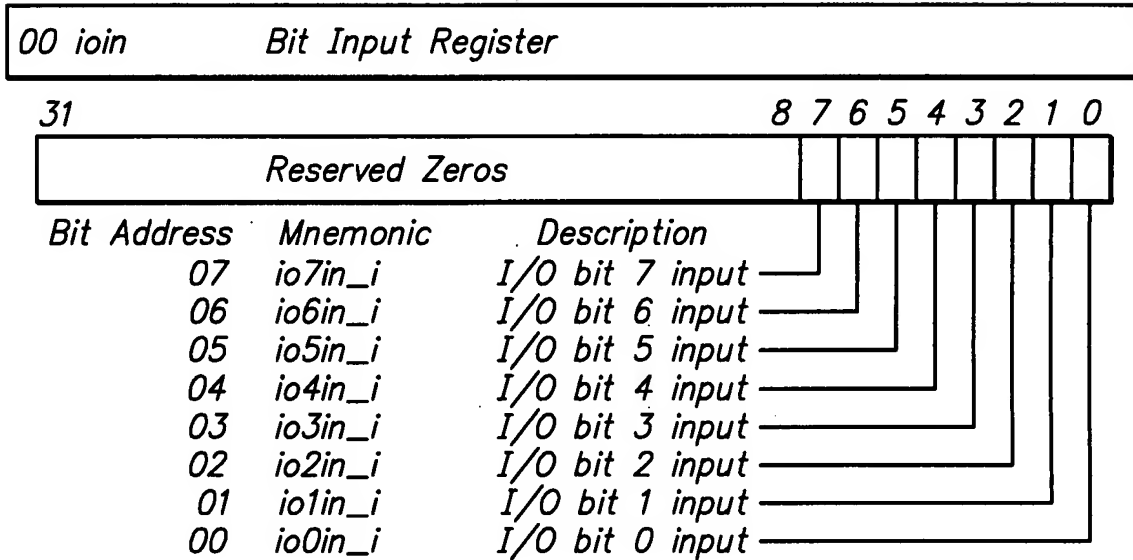 00 ioin Bit Input Register
31 8 7 6 5 4 3 2 1 0
Reserved Zeros
Bit Address Mnemonic Description
07 io7in_i I/O bit 7 input
06 io6in_i I/O bit 6 input
05 io5in_i I/O bit 5 input
04 io4in_i I/O bit 4 input
03 io3in_i I/O bit 3 input
02 io2in_i I/O bit 2 input
01 io1in_i I/O bit 1 input
00 io0in_i I/O bit 0 input